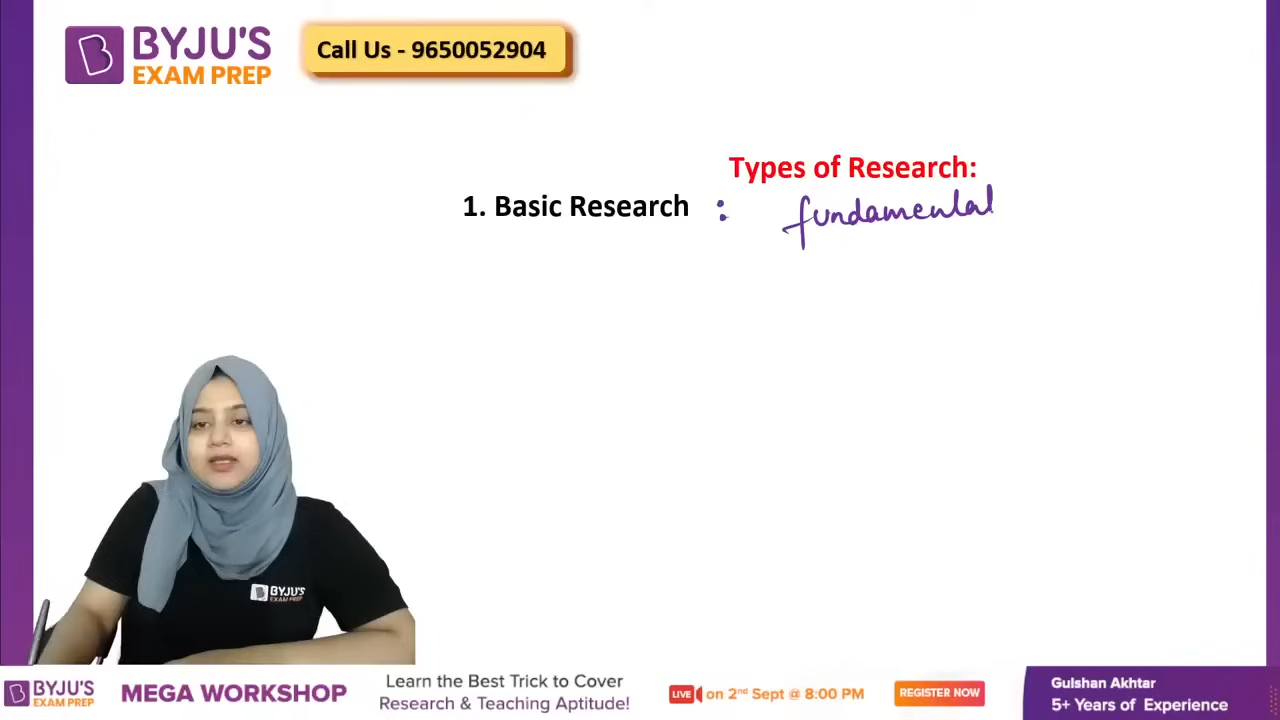 BYJU'S
EXAM PREP
Call Us - 9650052904
Types of Research:
1. Basic Research : fundamental
BYJU'S
EXAM PREP
BYJU'S
EXAM PREP
MEGA WORKSHOP
Learn the Best Trick to Cover
Research & Teaching Aptitude!
LIVE on 2nd Sept @ 8:00 PM
REGISTER NOW
Gulshan Akhtar
5+ Years of Experience